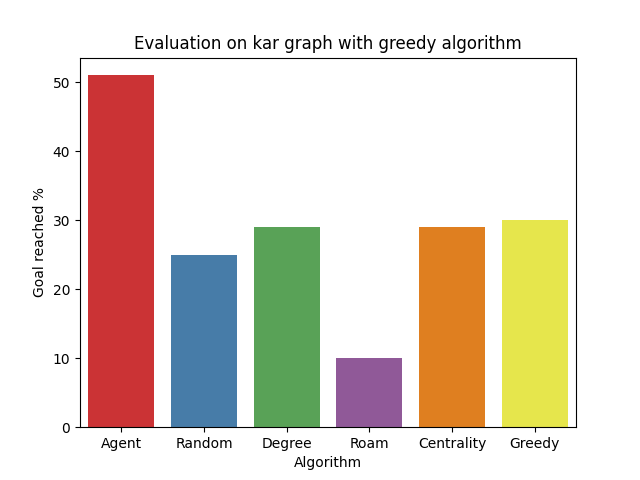 Evaluation on kar graph with greedy algorithm
50
40
30
20
10
0
Goal reached %
Agent Random Degree Roam Centrality Greedy
Algorithm